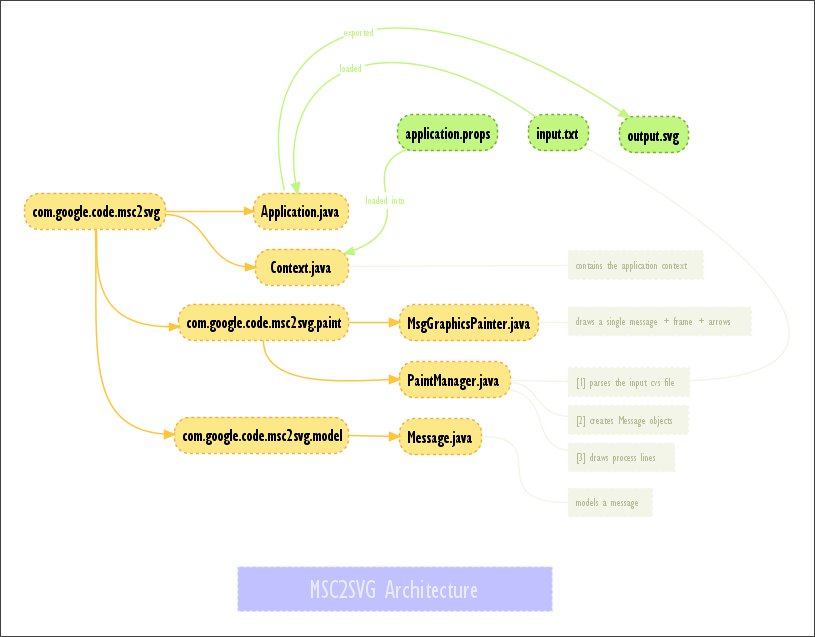 exported
loaded
application.props
input.txt
output.svg
loaded into
com.google.code.msc2svg
Application.java
Context.java
contains the application context
com.google.code.msc2svg.paint
MsgGraphicsPainter.java
draws a single message + frame + arrows
PaintManager.java
[1] parses the input cvs file
[2] creates Message objects
com.google.code.msc2svg.model
Message.java
[3] draws process lines
models a message
MSC2SVG Architecture